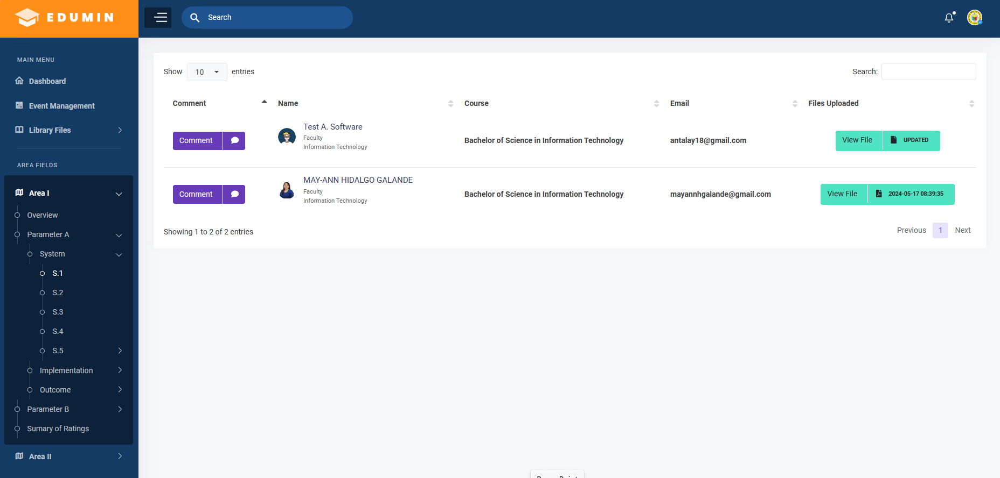 EDUMIN
Search
MAIN MENU
Dashboard
Event Management
Library Files
AREA FIELDS
Area I
Overview
Parameter A
System
S.1
S.2
S.3
S.4
S.5
Implementation
Outcome
Parameter B
Sumary of Ratings
Area II
Show 10 entries
Search:
Comment Name Course Email Files Uploaded
Comment
Test A. Software
Faculty
Information Technology
Bachelor of Science in Information Technology
antalay18@gmail.com
View File UPDATED
Comment
MAY-ANN HIDALGO GALANDE
Faculty
Information Technology
Bachelor of Science in Information Technology
mayannhgalande@gmail.com
View File 2024-05-17 08:39:35
Showing 1 to 2 of 2 entries
Previous 1 Next